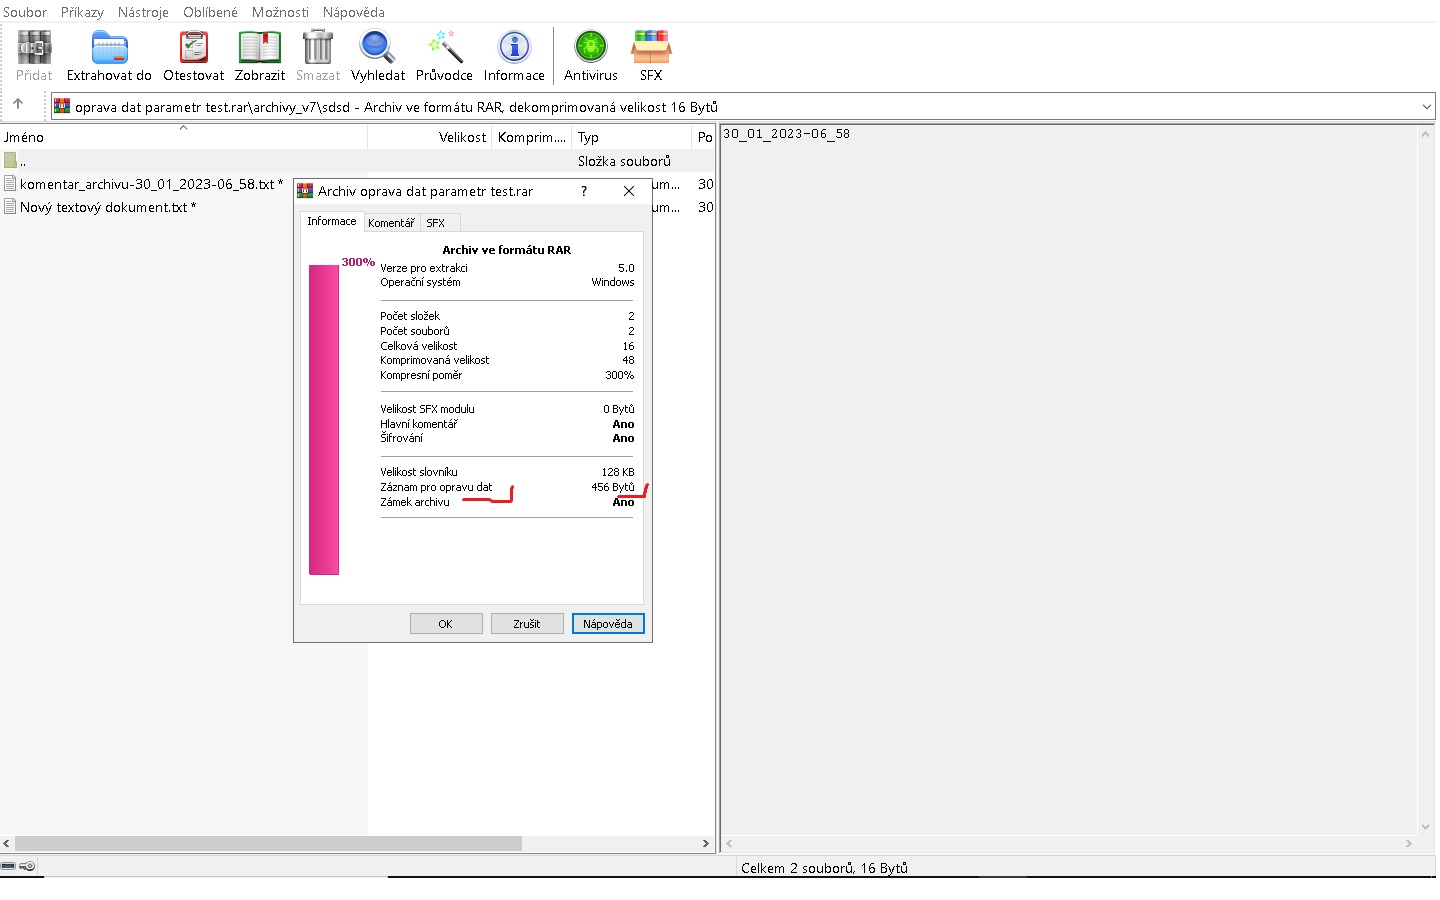 Soubor Příkazy Nástroje Oblíbené Možnosti Nápověda
Přidat Extrahovat do Otestovat Zobrazit Smazat Vyhledat Průvodce Informace Antivirus SFX
oprava dat parametr test.rar\archivy_v7\sdsd - Archiv ve formátu RAR, dekomprimovaná velikost 16 Bytů
Jméno Velikost Komprim.... Typ Po
.. Složka souborů
komentar_archivu-30_01_2023-06_58.txt * um... 30
Nový textový dokument.txt * um... 30
30_01_2023-06_58
Archiv oprava dat parametr test.rar ?
Informace Komentář SFX
Archiv ve formátu RAR
300%
Verze pro extrakci 5.0
Operační systém Windows
Počet složek 2
Počet souborů 2
Celková velikost 16
Komprimovaná velikost 48
Kompresní poměr 300%
Velikost SFX modulu 0 Bytů
Hlavní komentář Ano
Šifrování Ano
Velikost slovníku 128 KB
Záznam pro opravu dat 456 Bytů
Zámek archivu Ano
OK Zrušit Nápověda
Celkem 2 souborů, 16 Bytů